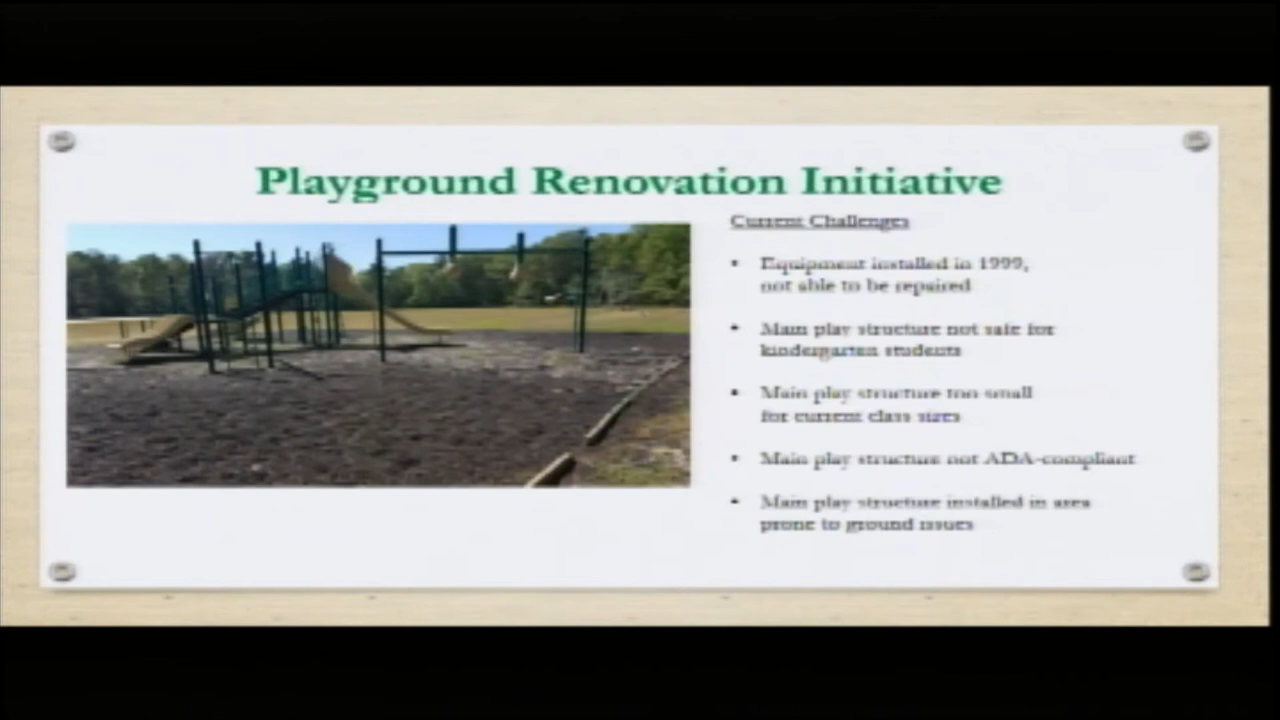 Playground Renovation Initiative
Current Challenges
• Equipment installed in 1999,
not able to be repaired
• Main play structure not safe for
kindergarten students
• Main play structure too small
for current class sizes
• Main play structure not ADA-compliant
• Main play structure installed in area
prone to ground issues